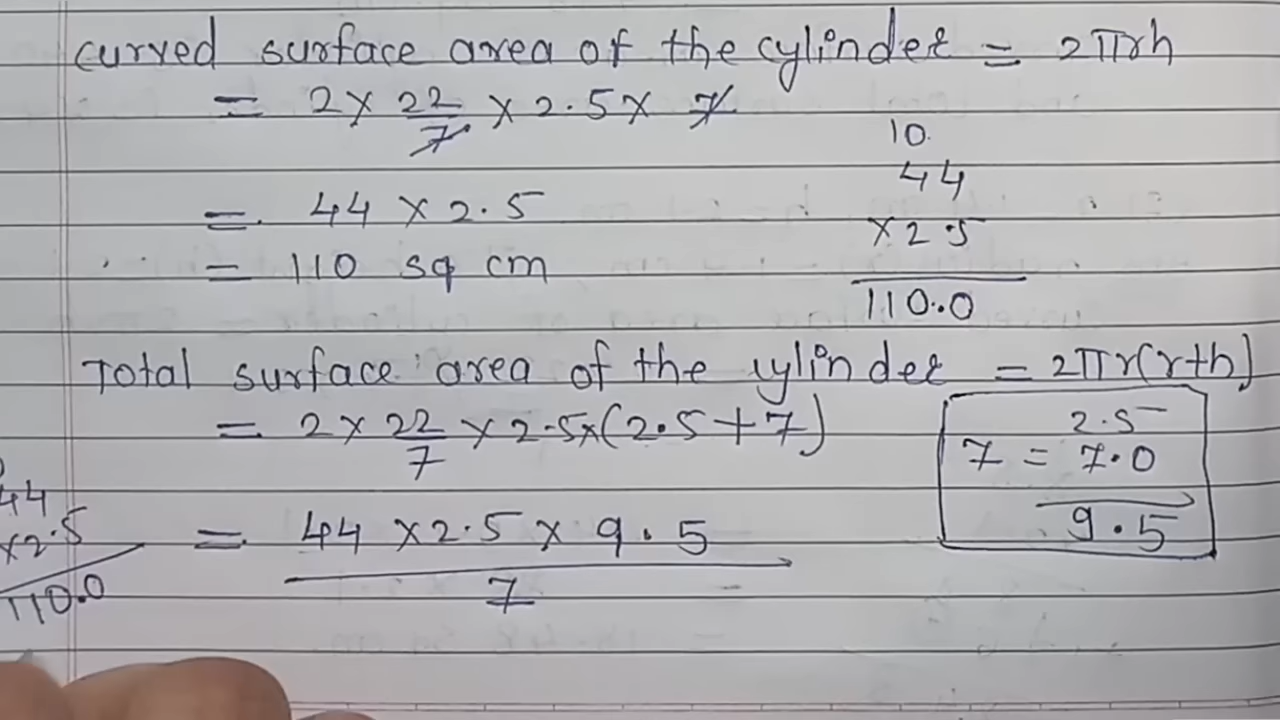 curved surface area of the cylinder = 2πrh
= 2 × 22/7 × 2.5 × 7
10
44
= 44 × 2.5
× 2.5
= 110 sq cm
110.0
Total surface area of the cylinder = 2πr(r+h)
= 2 × 22/7 × 2.5 × (2.5 + 7)
2.5
7 = 7.0
9.5
44
×2.5
110.0
= 44 × 2.5 × 9.5
7